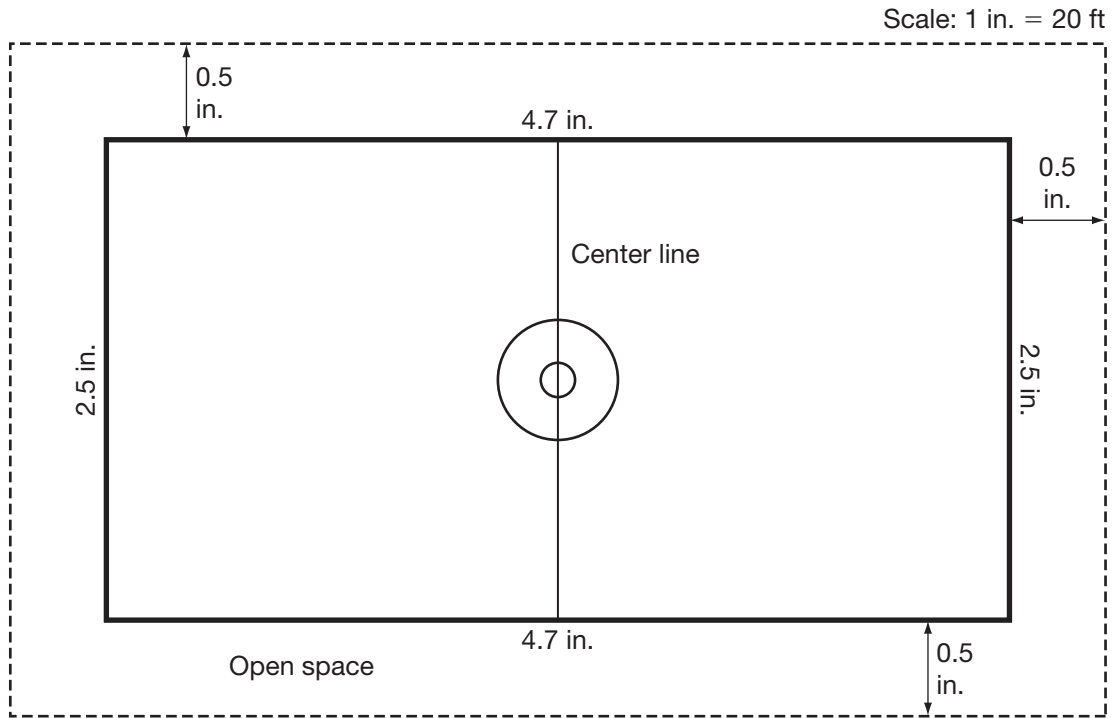 Scale: 1 in. = 20 ft
0.5
in.
4.7 in.
0.5
in.
Center line
2.5 in.
2.5 in.
4.7 in.
Open space
0.5
in.